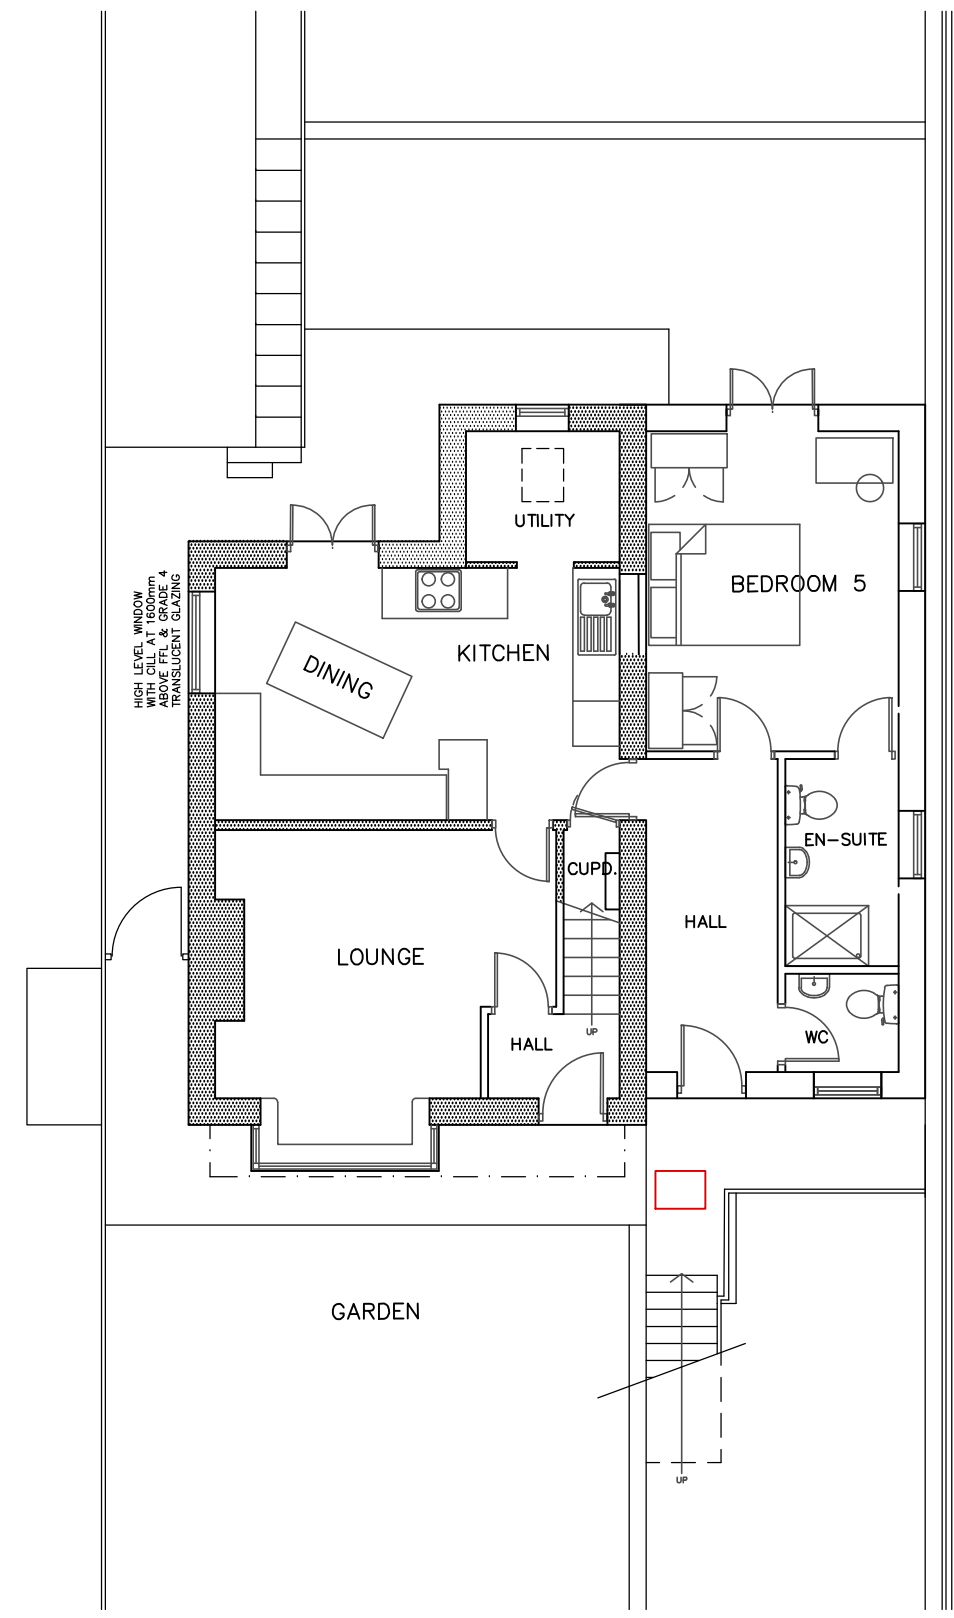 UTILITY
HIGH LEVEL WINDOW
WITH CILL AT 1600mm
ABOVE FFL & GRADE 4
TRANSLUCENT GLAZING
BEDROOM 5
KITCHEN
DINING
EN-SUITE
CUPD.
HALL
LOUNGE
UP
HALL
WC
GARDEN
UP